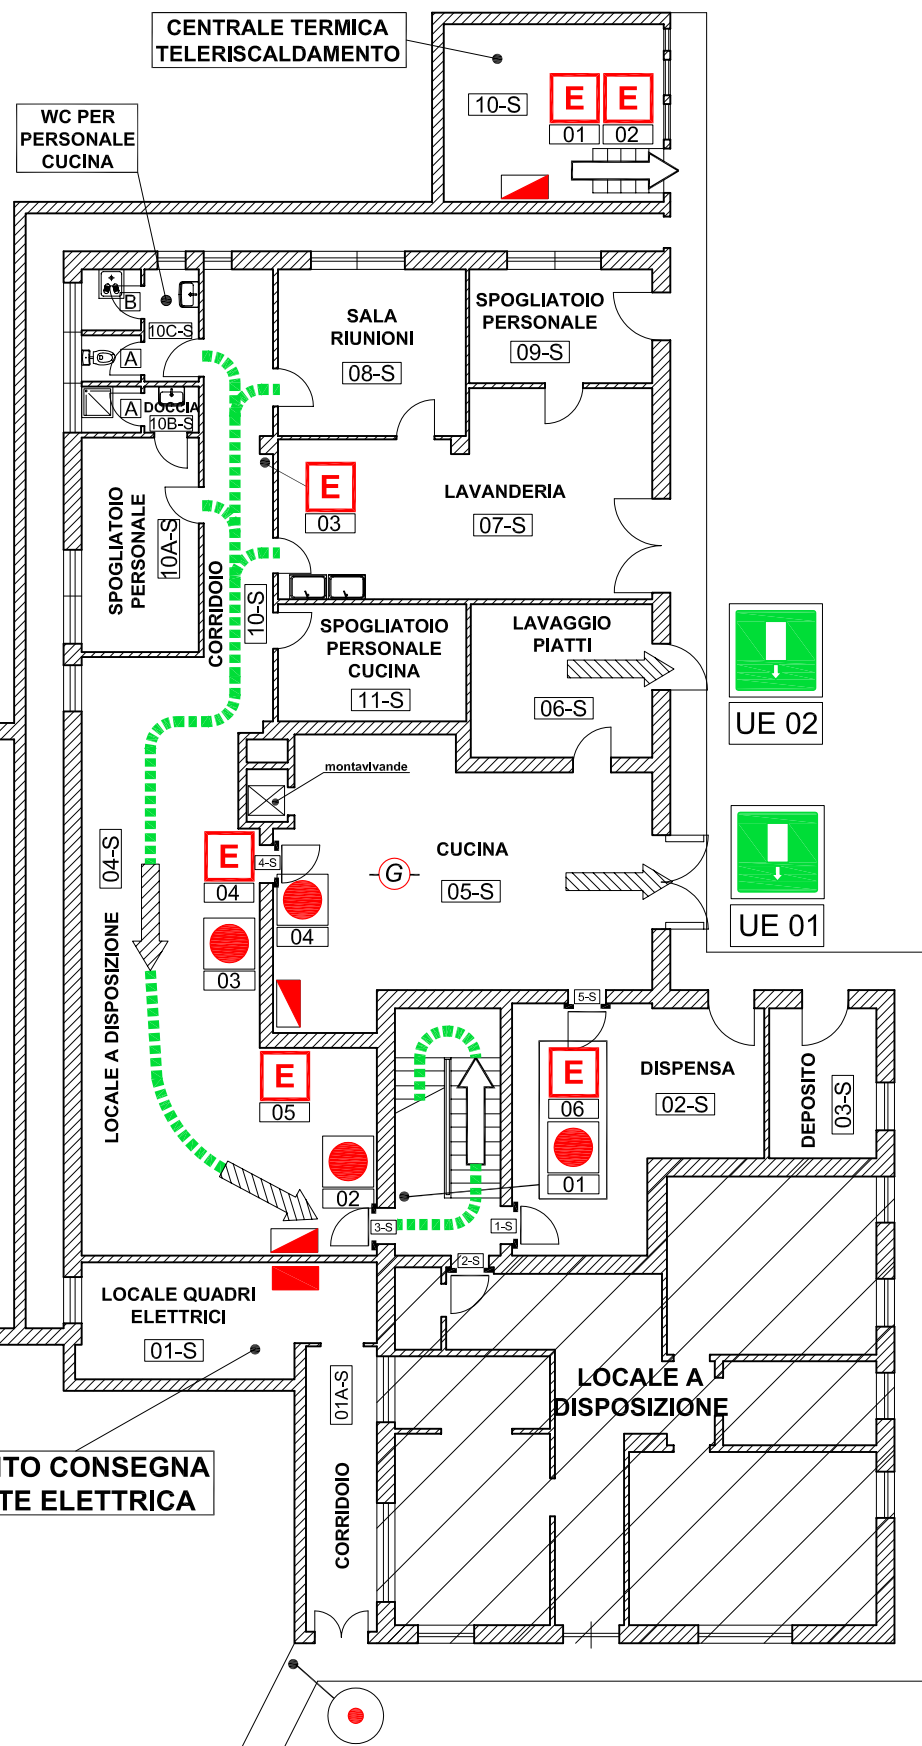 CENTRALE TERMICA
TELERISCALDAMENTO
10-S
E
E
01
02
WC PER
PERSONALE
CUCINA
B
10C-S
A
A
DOCCIA
10B-S
SALA
RIUNIONI
08-S
SPOGLIATOIO
PERSONALE
09-S
E
03
LAVANDERIA
07-S
SPOGLIATOIO
PERSONALE
10A-S
CORRIDOIO
10-S
SPOGLIATOIO
PERSONALE
CUCINA
11-S
LAVAGGIO
PIATTI
06-S
UE 02
montavivande
04-S
LOCALE A DISPOSIZIONE
E
04
4-S
03
04
G
CUCINA
05-S
UE 01
5-S
E
05
02
E
06
01
DISPENSA
02-S
DEPOSITO
03-S
3-S
1-S
2-S
LOCALE QUADRI
ELETTRICI
01-S
01A-S
CORRIDOIO
LOCALE A
DISPOSIZIONE
CONSEGNA
ELETTRICA